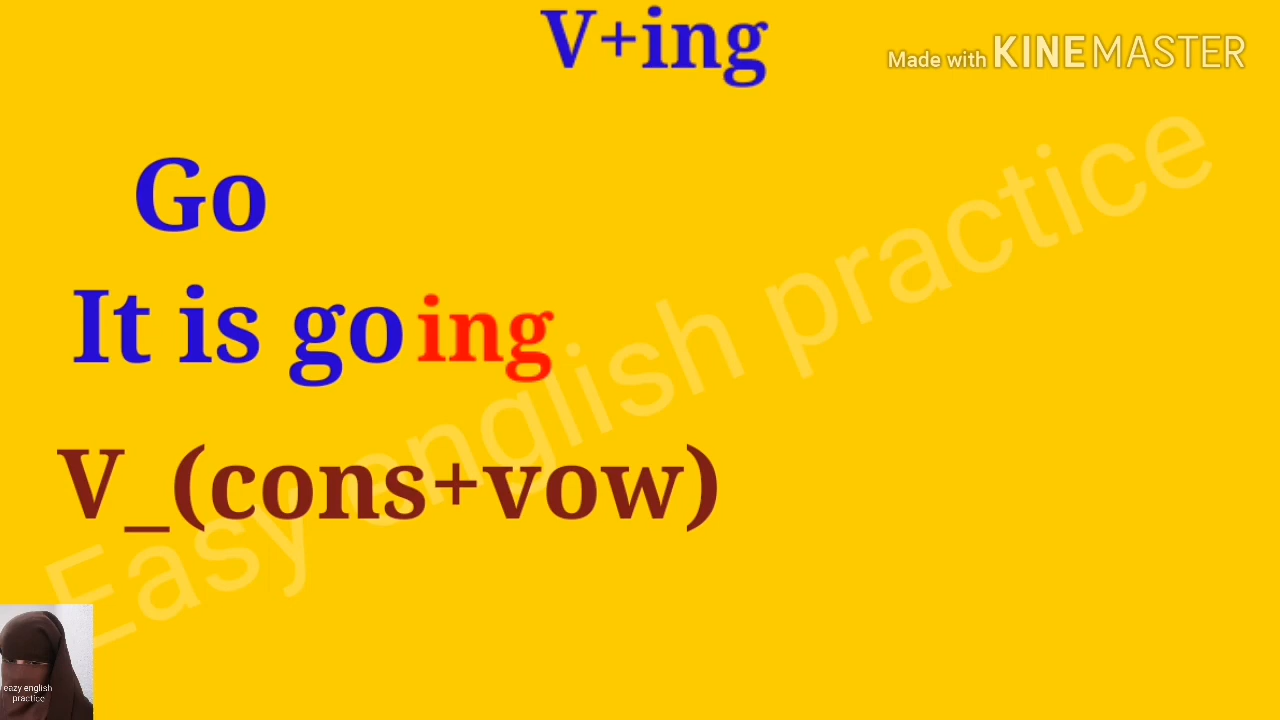 V+ing
Made with KINEMASTER
Go
It is going
V_(cons+vow)
Easy english practice
eazy english
practice